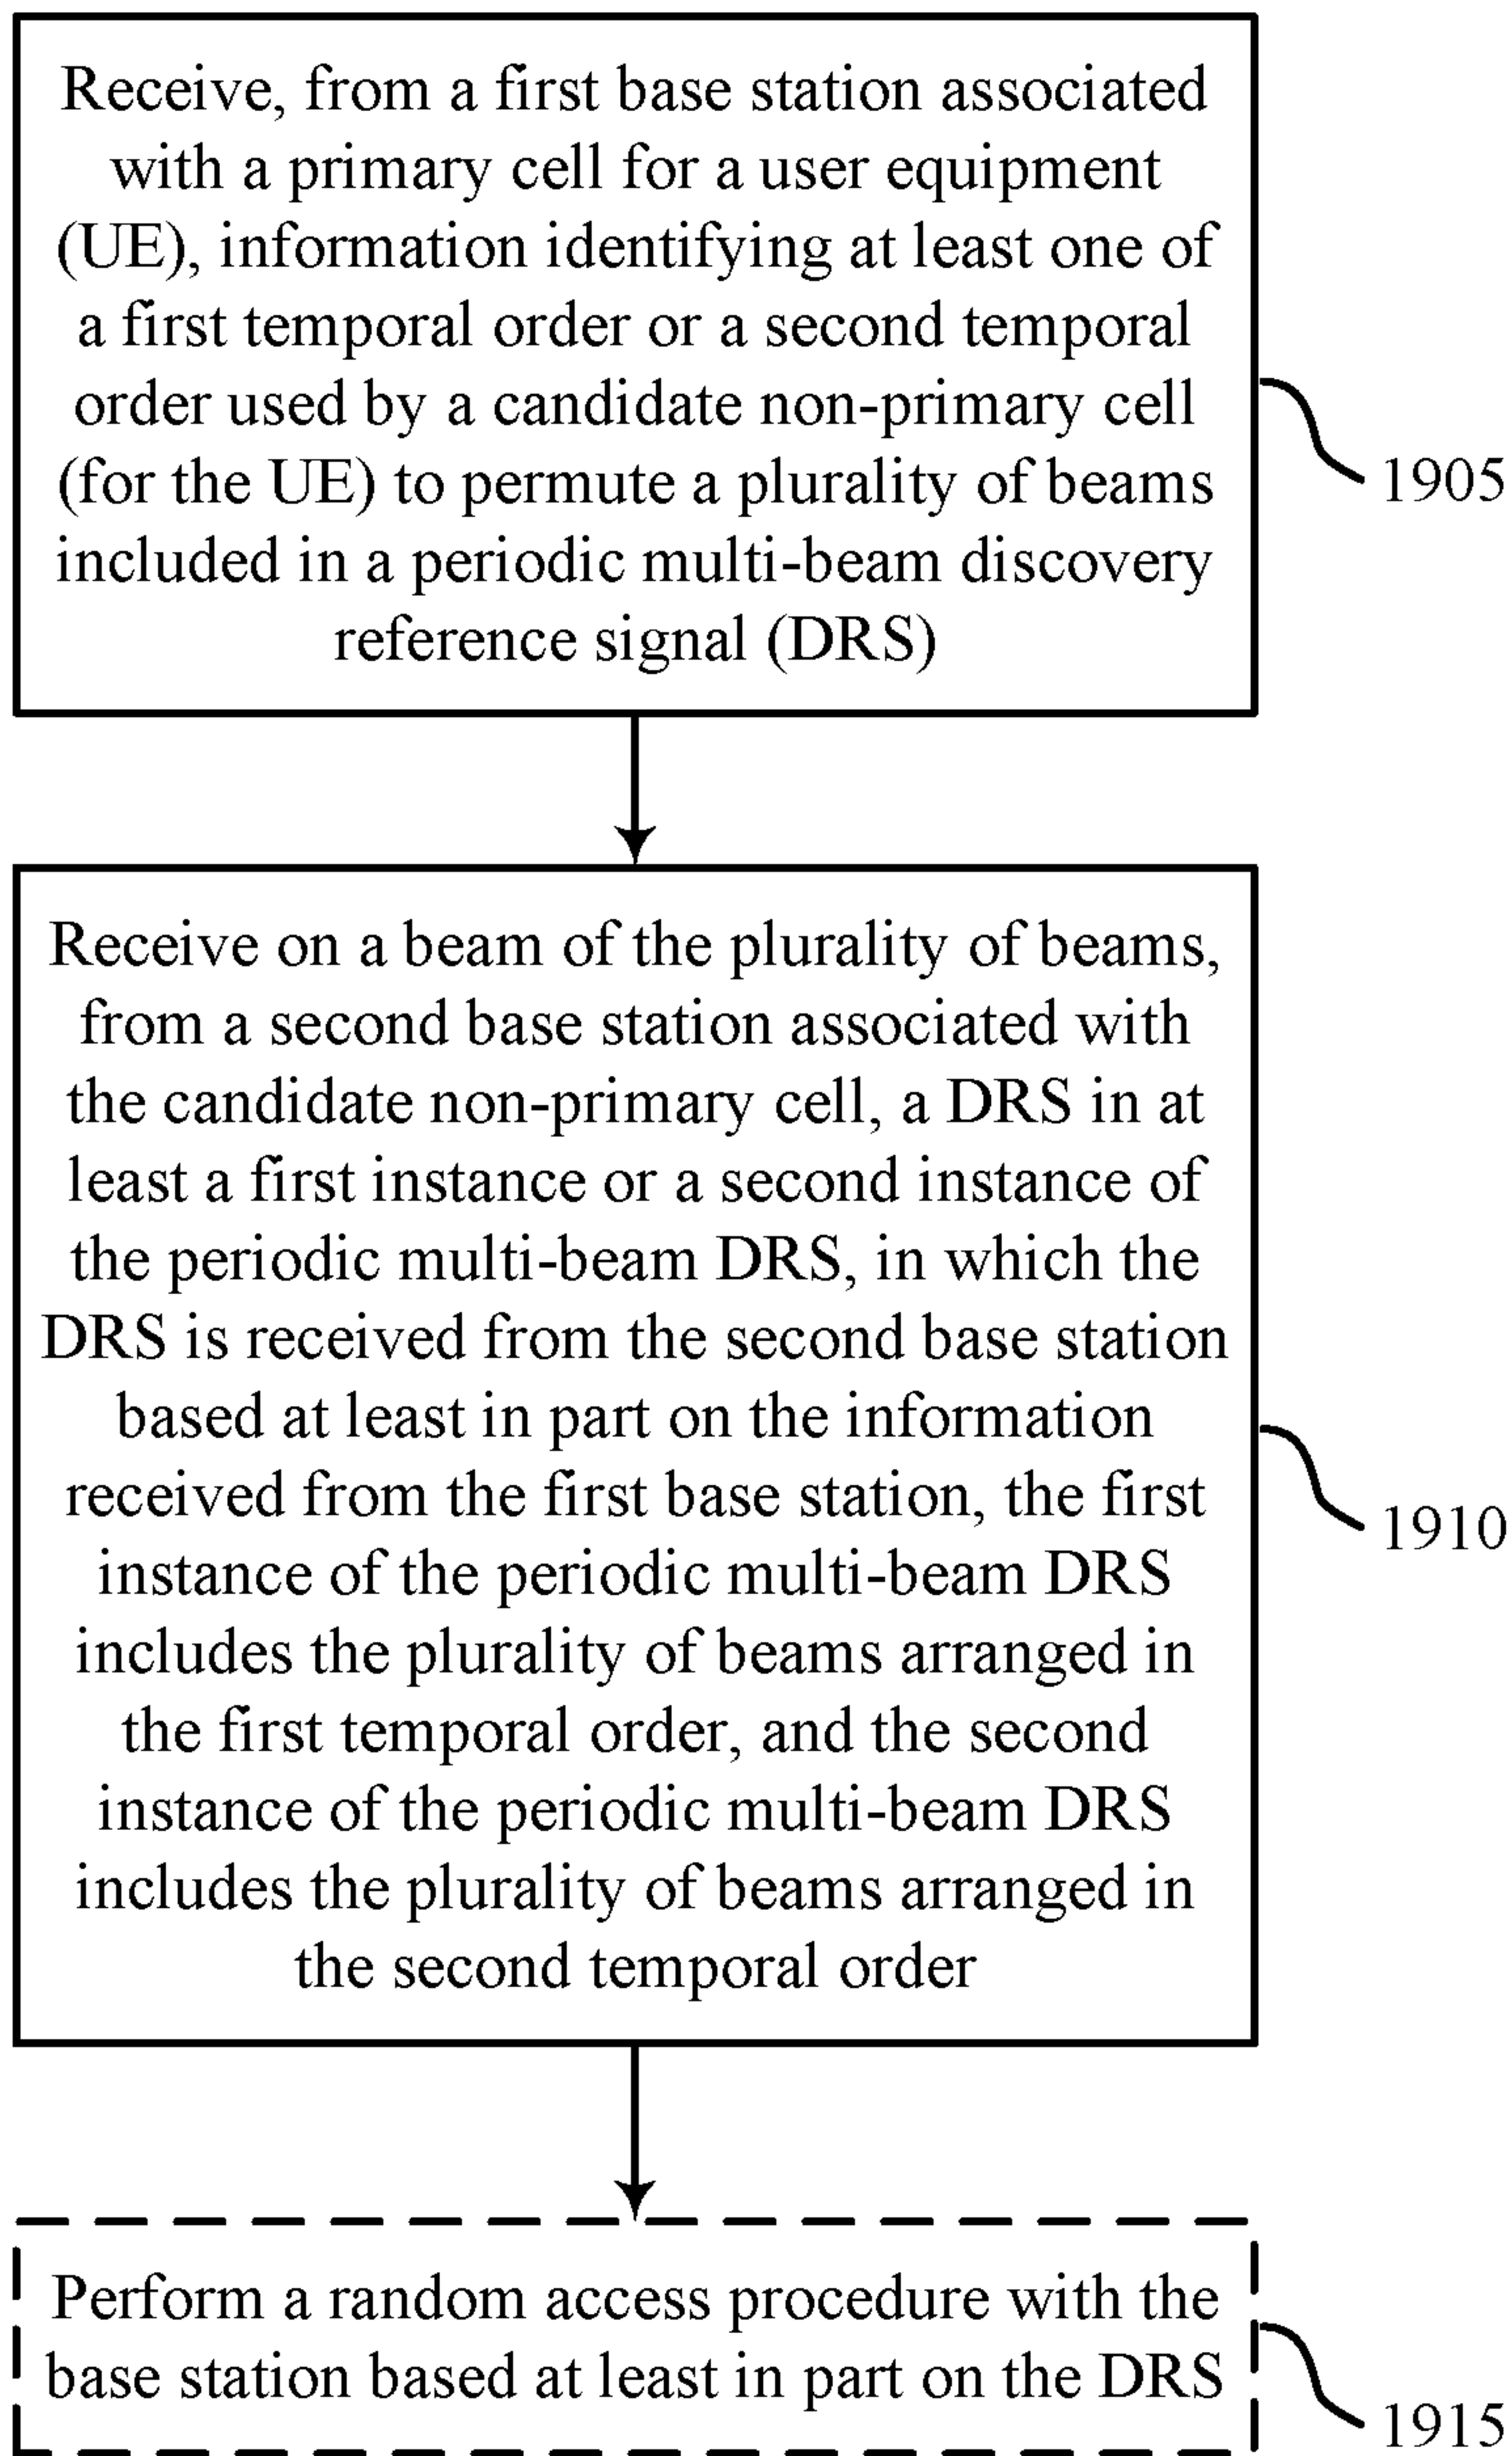 Receive, from a first base station associated
with a primary cell for a user equipment
(UE), information identifying at least one of
a first temporal order or a second temporal
order used by a candidate non-primary cell
(for the UE) to permute a plurality of beams
included in a periodic multi-beam discovery
reference signal (DRS)
1905
Receive on a beam of the plurality of beams,
from a second base station associated with
the candidate non-primary cell, a DRS in at
least a first instance or a second instance of
the periodic multi-beam DRS, in which the
DRS is received from the second base station
based at least in part on the information
received from the first base station, the first
instance of the periodic multi-beam DRS
includes the plurality of beams arranged in
the first temporal order, and the second
instance of the periodic multi-beam DRS
includes the plurality of beams arranged in
the second temporal order
1910
Perform a random access procedure with the
base station based at least in part on the DRS
1915